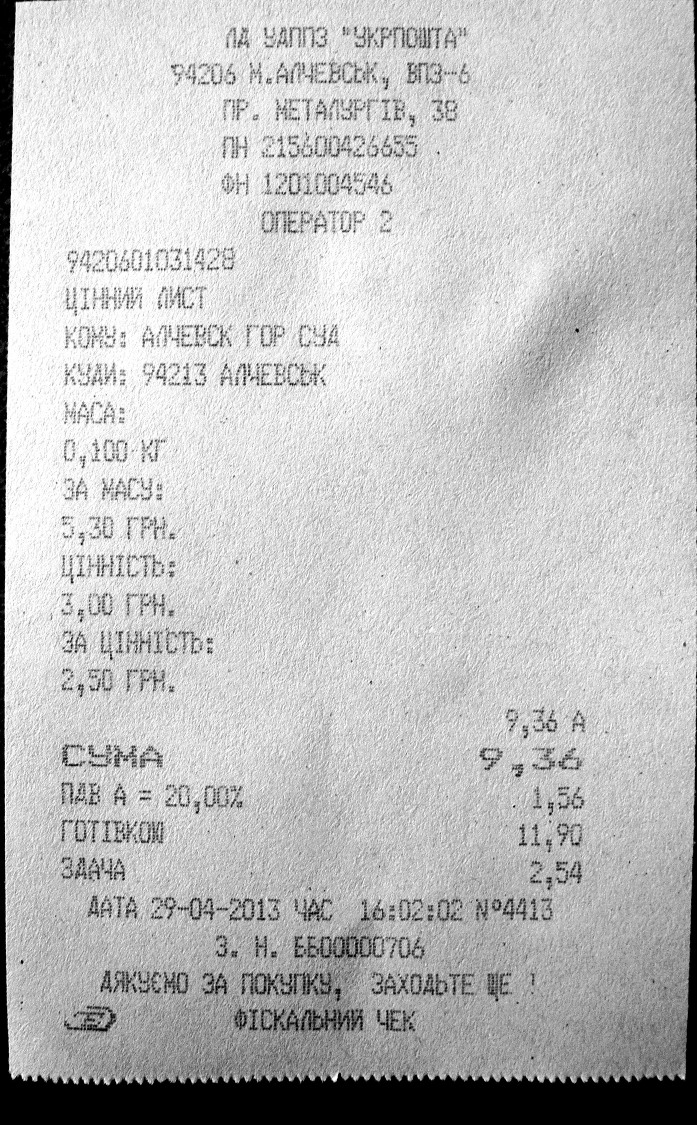 ЛД УДППЗ "УКРПОШТА"
94206 М.АЛЧЕВСЬК, ВПЗ-6
ПР. МЕТАЛУРГІВ, 38
ПН 215600426655
ФН 1201004546
ОПЕРАТОР 2
9420601031428
ЦІННИЙ ЛИСТ
КОМУ: АЛЧЕВСК ГОР СУД
КУДИ: 94213 АЛЧЕВСЬК
МАСА:
0,100 КГ
ЗА МАСУ:
5,30 ГРН.
ЦІННІСТЬ:
3,00 ГРН.
ЗА ЦІННІСТЬ:
2,50 ГРН.
9,36 А
СУМА 9,36
ПДВ А = 20,00% 1,56
ГОТІВКОЮ 11,90
ЗДАЧА 2,54
ДАТА 29-04-2013 ЧАС 16:02:02 №4413
З. Н. ББ00000706
ДЯКУЄМО ЗА ПОКУПКУ, ЗАХОДЬТЕ ЩЕ !
ФІСКАЛЬНИЙ ЧЕК